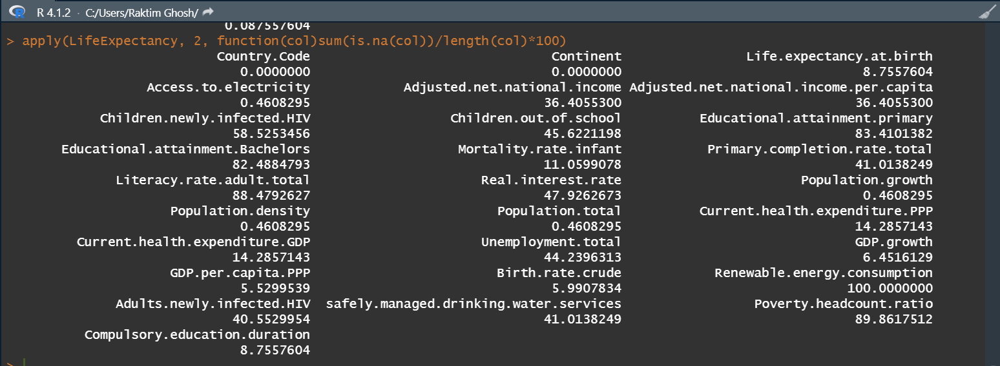 R R 4.1.2 · C:/Users/Raktim Ghosh/
0.087557604
> apply(LifeExpectancy, 2, function(col)sum(is.na(col))/length(col)*100)
Country.Code Continent Life.expectancy.at.birth
0.0000000 0.0000000 8.7557604
Access.to.electricity Adjusted.net.national.income Adjusted.net.national.income.per.capita
0.4608295 36.4055300 36.4055300
Children.newly.infected.HIV Children.out.of.school Educational.attainment.primary
58.5253456 45.6221198 83.4101382
Educational.attainment.Bachelors Mortality.rate.infant Primary.completion.rate.total
82.4884793 11.0599078 41.0138249
Literacy.rate.adult.total Real.interest.rate Population.growth
88.4792627 47.9262673 0.4608295
Population.density Population.total Current.health.expenditure.PPP
0.4608295 0.4608295 14.2857143
Current.health.expenditure.GDP Unemployment.total GDP.growth
14.2857143 44.2396313 6.4516129
GDP.per.capita.PPP Birth.rate.crude Renewable.energy.consumption
5.5299539 5.9907834 100.0000000
Adults.newly.infected.HIV safely.managed.drinking.water.services Poverty.headcount.ratio
40.5529954 41.0138249 89.8617512
Compulsory.education.duration
8.7557604
>